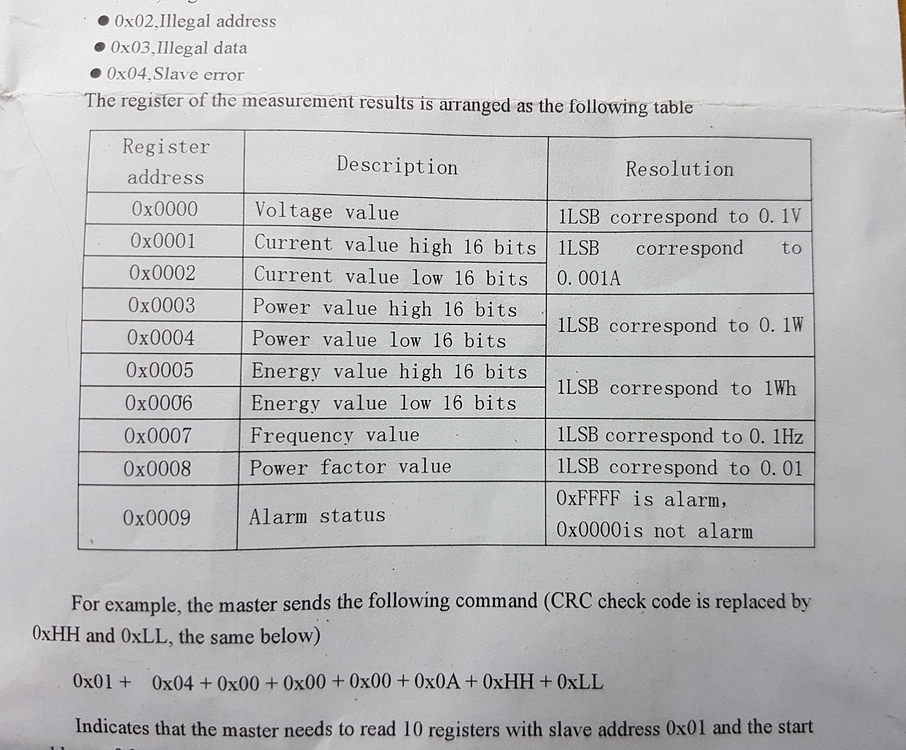 ● 0x02,Illegal address
● 0x03,Illegal data
● 0x04,Slave error
The register of the measurement results is arranged as the following table
Register address Description Resolution
0x0000 Voltage value 1LSB correspond to 0.1V
0x0001 Current value high 16 bits 1LSB correspond to
0x0002 Current value low 16 bits 0.001A
0x0003 Power value high 16 bits
1LSB correspond to 0.1W
0x0004 Power value low 16 bits
0x0005 Energy value high 16 bits
1LSB correspond to 1Wh
0x0006 Energy value low 16 bits
0x0007 Frequency value 1LSB correspond to 0.1Hz
0x0008 Power factor value 1LSB correspond to 0.01
0x0009 Alarm status 0xFFFF is alarm,
0x0000is not alarm
For example, the master sends the following command (CRC check code is replaced by
0xHH and 0xLL, the same below)
0x01 + 0x04 + 0x00 + 0x00 + 0x00 + 0x0A + 0xHH + 0xLL
Indicates that the master needs to read 10 registers with slave address 0x01 and the start